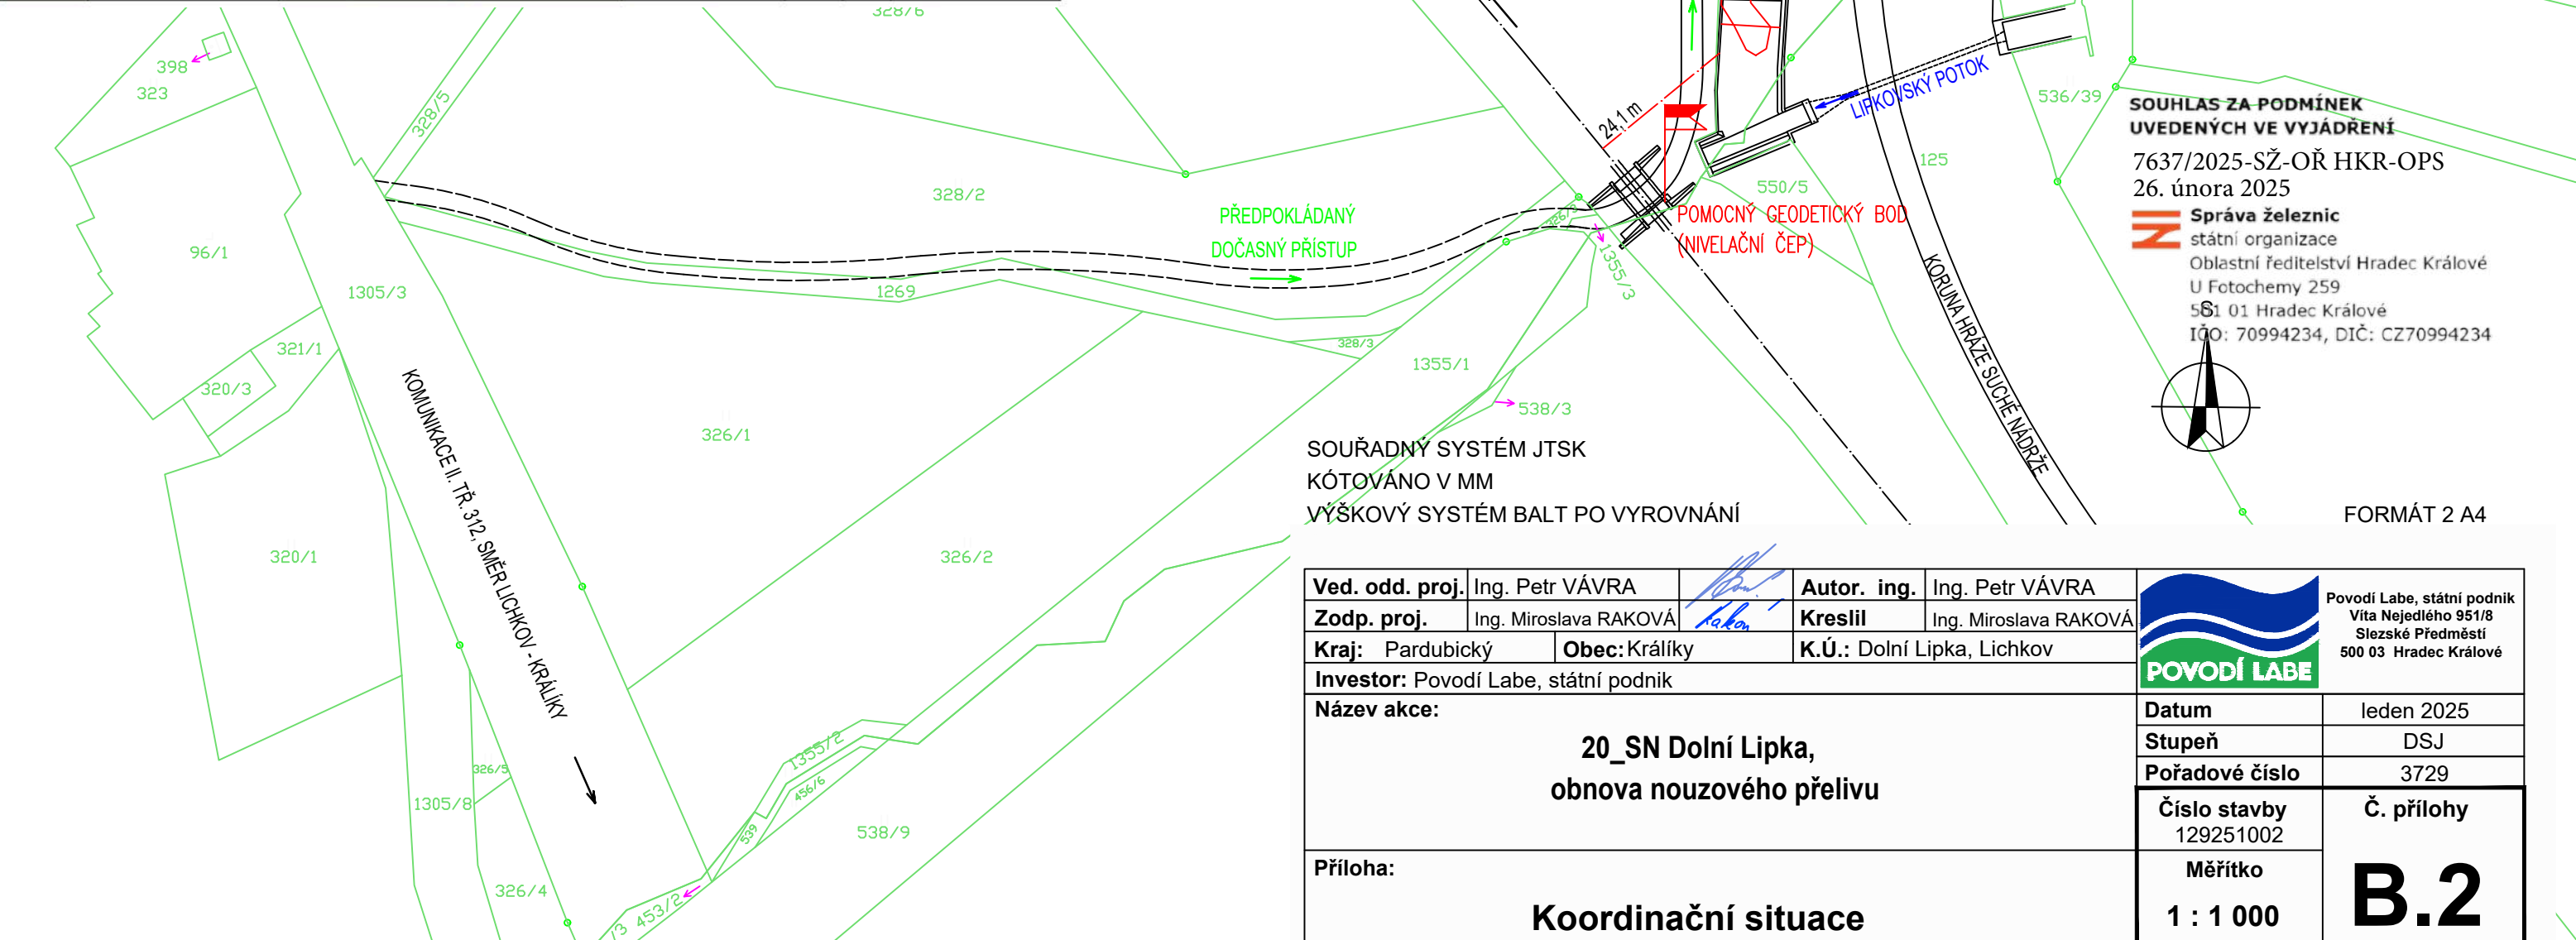 328/6
398
323
328/5
328/2
96/1
1305/3
1269
321/1
320/3
326/1
320/1
326/2
328/3
1355/1
538/3
1355/3
550/5
125
536/39
24,1 m
LIPKOVSKÝ POTOK
PŘEDPOKLÁDANÝ
DOČASNÝ PŘÍSTUP
POMOCNÝ GEODETICKÝ BOD
(NIVELAČNÍ ČEP)
KORUNA HRÁZE SUCHÉ NÁDRŽE
KOMUNIKACE II. TŘ. 312, SMĚR LICHKOV - KRÁLÍKY
1355/2
456/6
539
538/9
326/5
1305/8
326/4
453/2
/3
SOUHLAS ZA PODMÍNEK
UVEDENÝCH VE VYJÁDŘENÍ
7637/2025-SŽ-OŘ HKR-OPS
26. února 2025
Správa železnic
státní organizace
Oblastní ředitelství Hradec Králové
U Fotochemy 259
501 01 Hradec Králové
IČO: 70994234, DIČ: CZ70994234
S
SOUŘADNÝ SYSTÉM JTSK
KÓTOVÁNO V MM
VÝŠKOVÝ SYSTÉM BALT PO VYROVNÁNÍ
FORMÁT 2 A4
Ved. odd. proj. Ing. Petr VÁVRA Autor. ing. Ing. Petr VÁVRA
Zodp. proj. Ing. Miroslava RAKOVÁ Kreslil Ing. Miroslava RAKOVÁ
Kraj: Pardubický Obec: Králíky K.Ú.: Dolní Lipka, Lichkov
Investor: Povodí Labe, státní podnik
POVODÍ LABE
Povodí Labe, státní podnik
Víta Nejedlého 951/8
Slezské Předměstí
500 03 Hradec Králové
Název akce:
20_SN Dolní Lipka,
obnova nouzového přelivu
Datum leden 2025
Stupeň DSJ
Pořadové číslo 3729
Číslo stavby
129251002
Č. přílohy
B.2
Měřítko
1 : 1 000
Příloha:
Koordinační situace